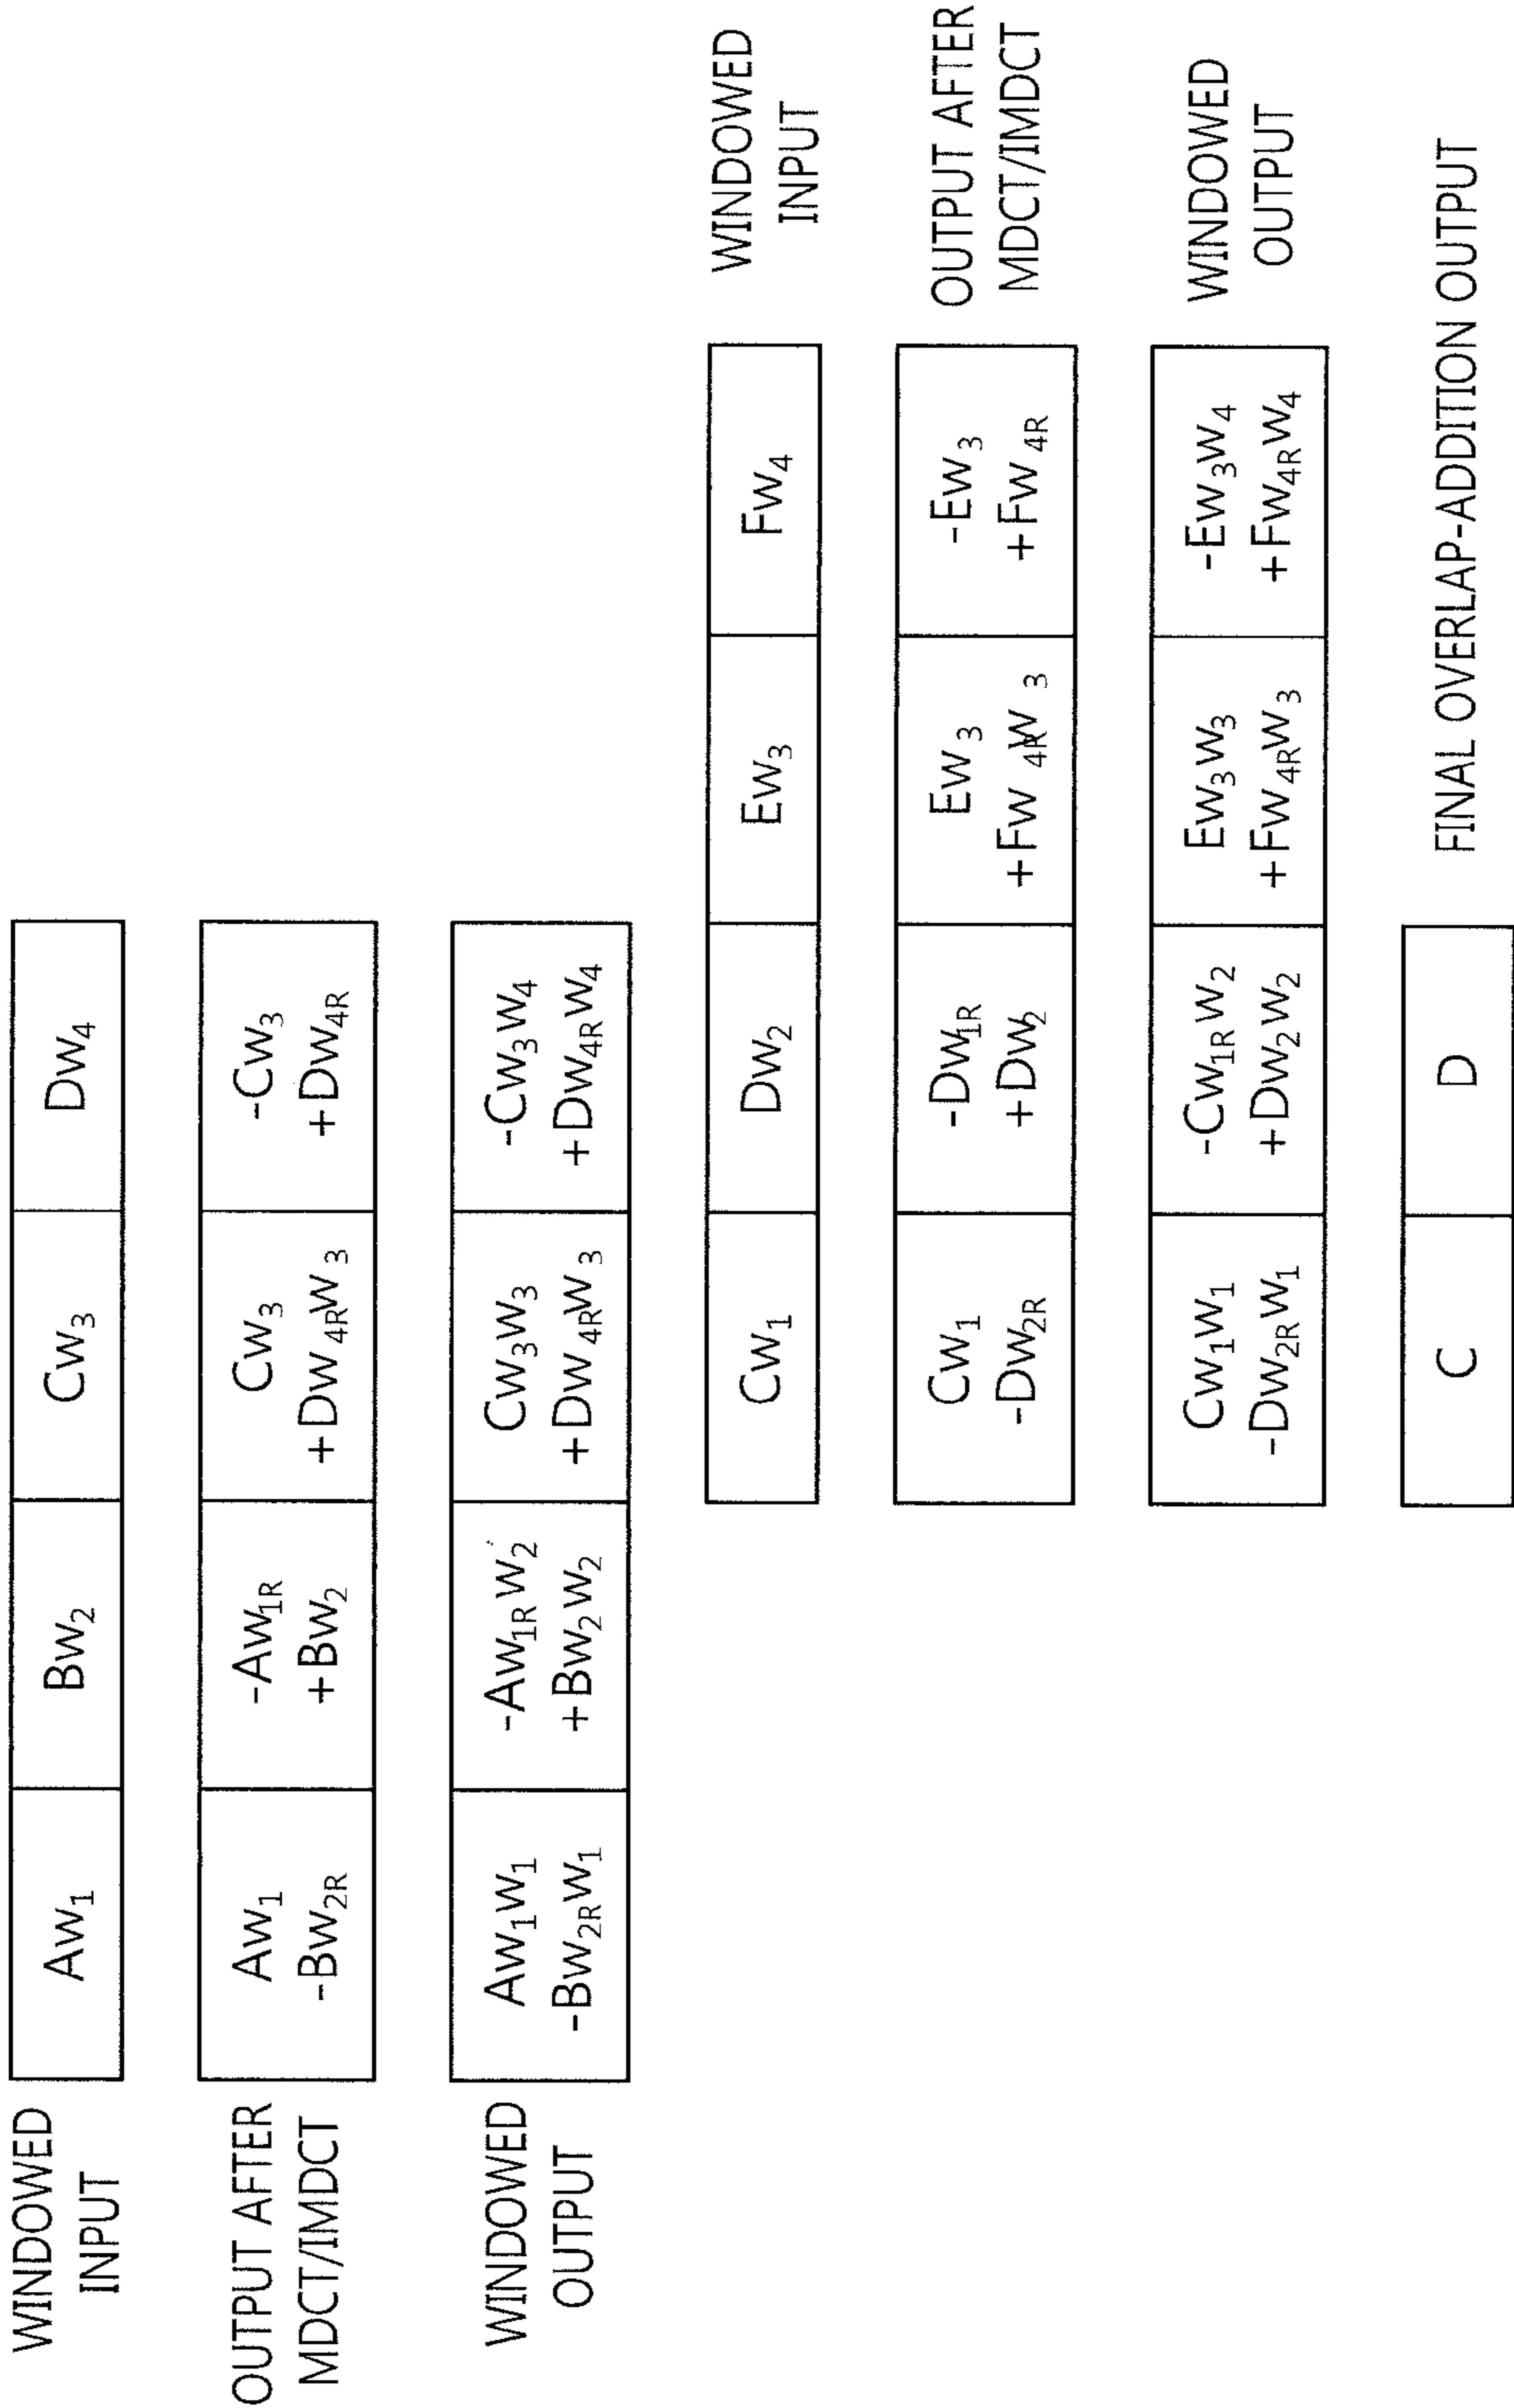 WINDOWED
INPUT
Aw1
Bw2
Cw3
Dw4
OUTPUT AFTER
MDCT/IMDCT
Aw1
-Bw2R
-Aw1R
+Bw2
Cw3
+Dw4Rw3
-Cw3
+Dw4R
WINDOWED
OUTPUT
Aw1w1
-Bw2Rw1
-Aw1Rw2
+Bw2w2
Cw3w3
+Dw4Rw3
-Cw3w4
+Dw4Rw4
Cw1
Dw2
Ew3
Fw4
WINDOWED
INPUT
Cw1
-Dw2R
-Dw1R
+Dw2
Ew3
+Fw4Rw3
-Ew3
+Fw4R
OUTPUT AFTER
MDCT/IMDCT
Cw1w1
-Dw2Rw1
-Cw1Rw2
+Dw2w2
Ew3w3
+Fw4Rw3
-Ew3w4
+Fw4Rw4
WINDOWED
OUTPUT
C
D
FINAL OVERLAP-ADDITION OUTPUT